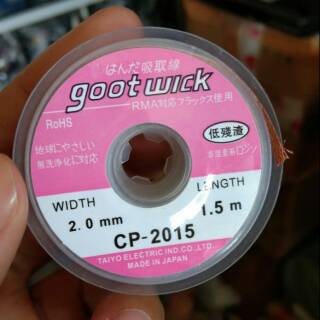 はんだ吸取線
goot wick
RMA対応フラックス使用
RoHS
地球にやさしい
無洗浄化に対応
低残渣
WIDTH
2.0 mm
LENGTH
1.5 m
CP-2015
TAIYO ELECTRIC IND.CO.,LTD.
MADE IN JAPAN